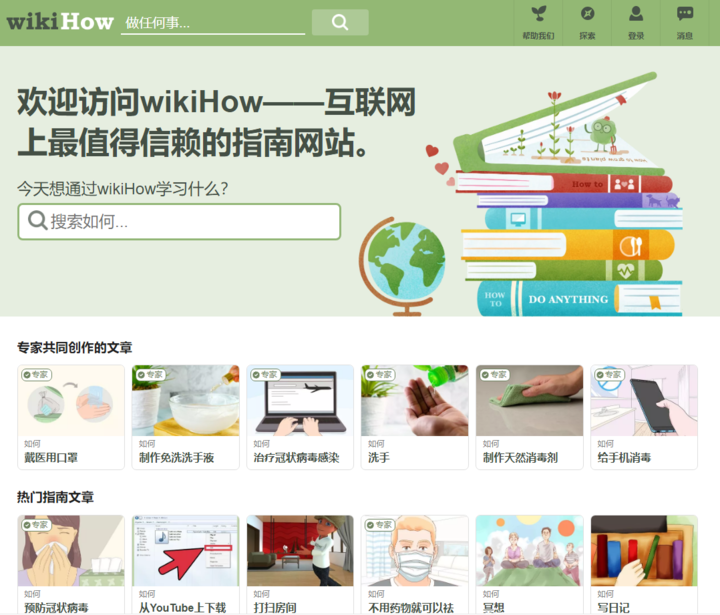 wikiHow 做任何事...
帮助我们 探索 登录 消息
欢迎访问wikiHow——互联网
上最值得信赖的指南网站。
今天想通过wikiHow学习什么?
搜索如何...
How to
HOW
TO
DO ANYTHING
专家共同创作的文章
专家
如何
戴医用口罩
专家
如何
制作免洗洗手液
专家
如何
治疗冠状病毒感染
专家
如何
洗手
专家
如何
制作天然消毒剂
专家
如何
给手机消毒
热门指南文章
专家
如何
预防冠状病毒
如何
从YouTube上下载
如何
打扫房间
专家
如何
不用药物就可以祛
如何
冥想
如何
写日记